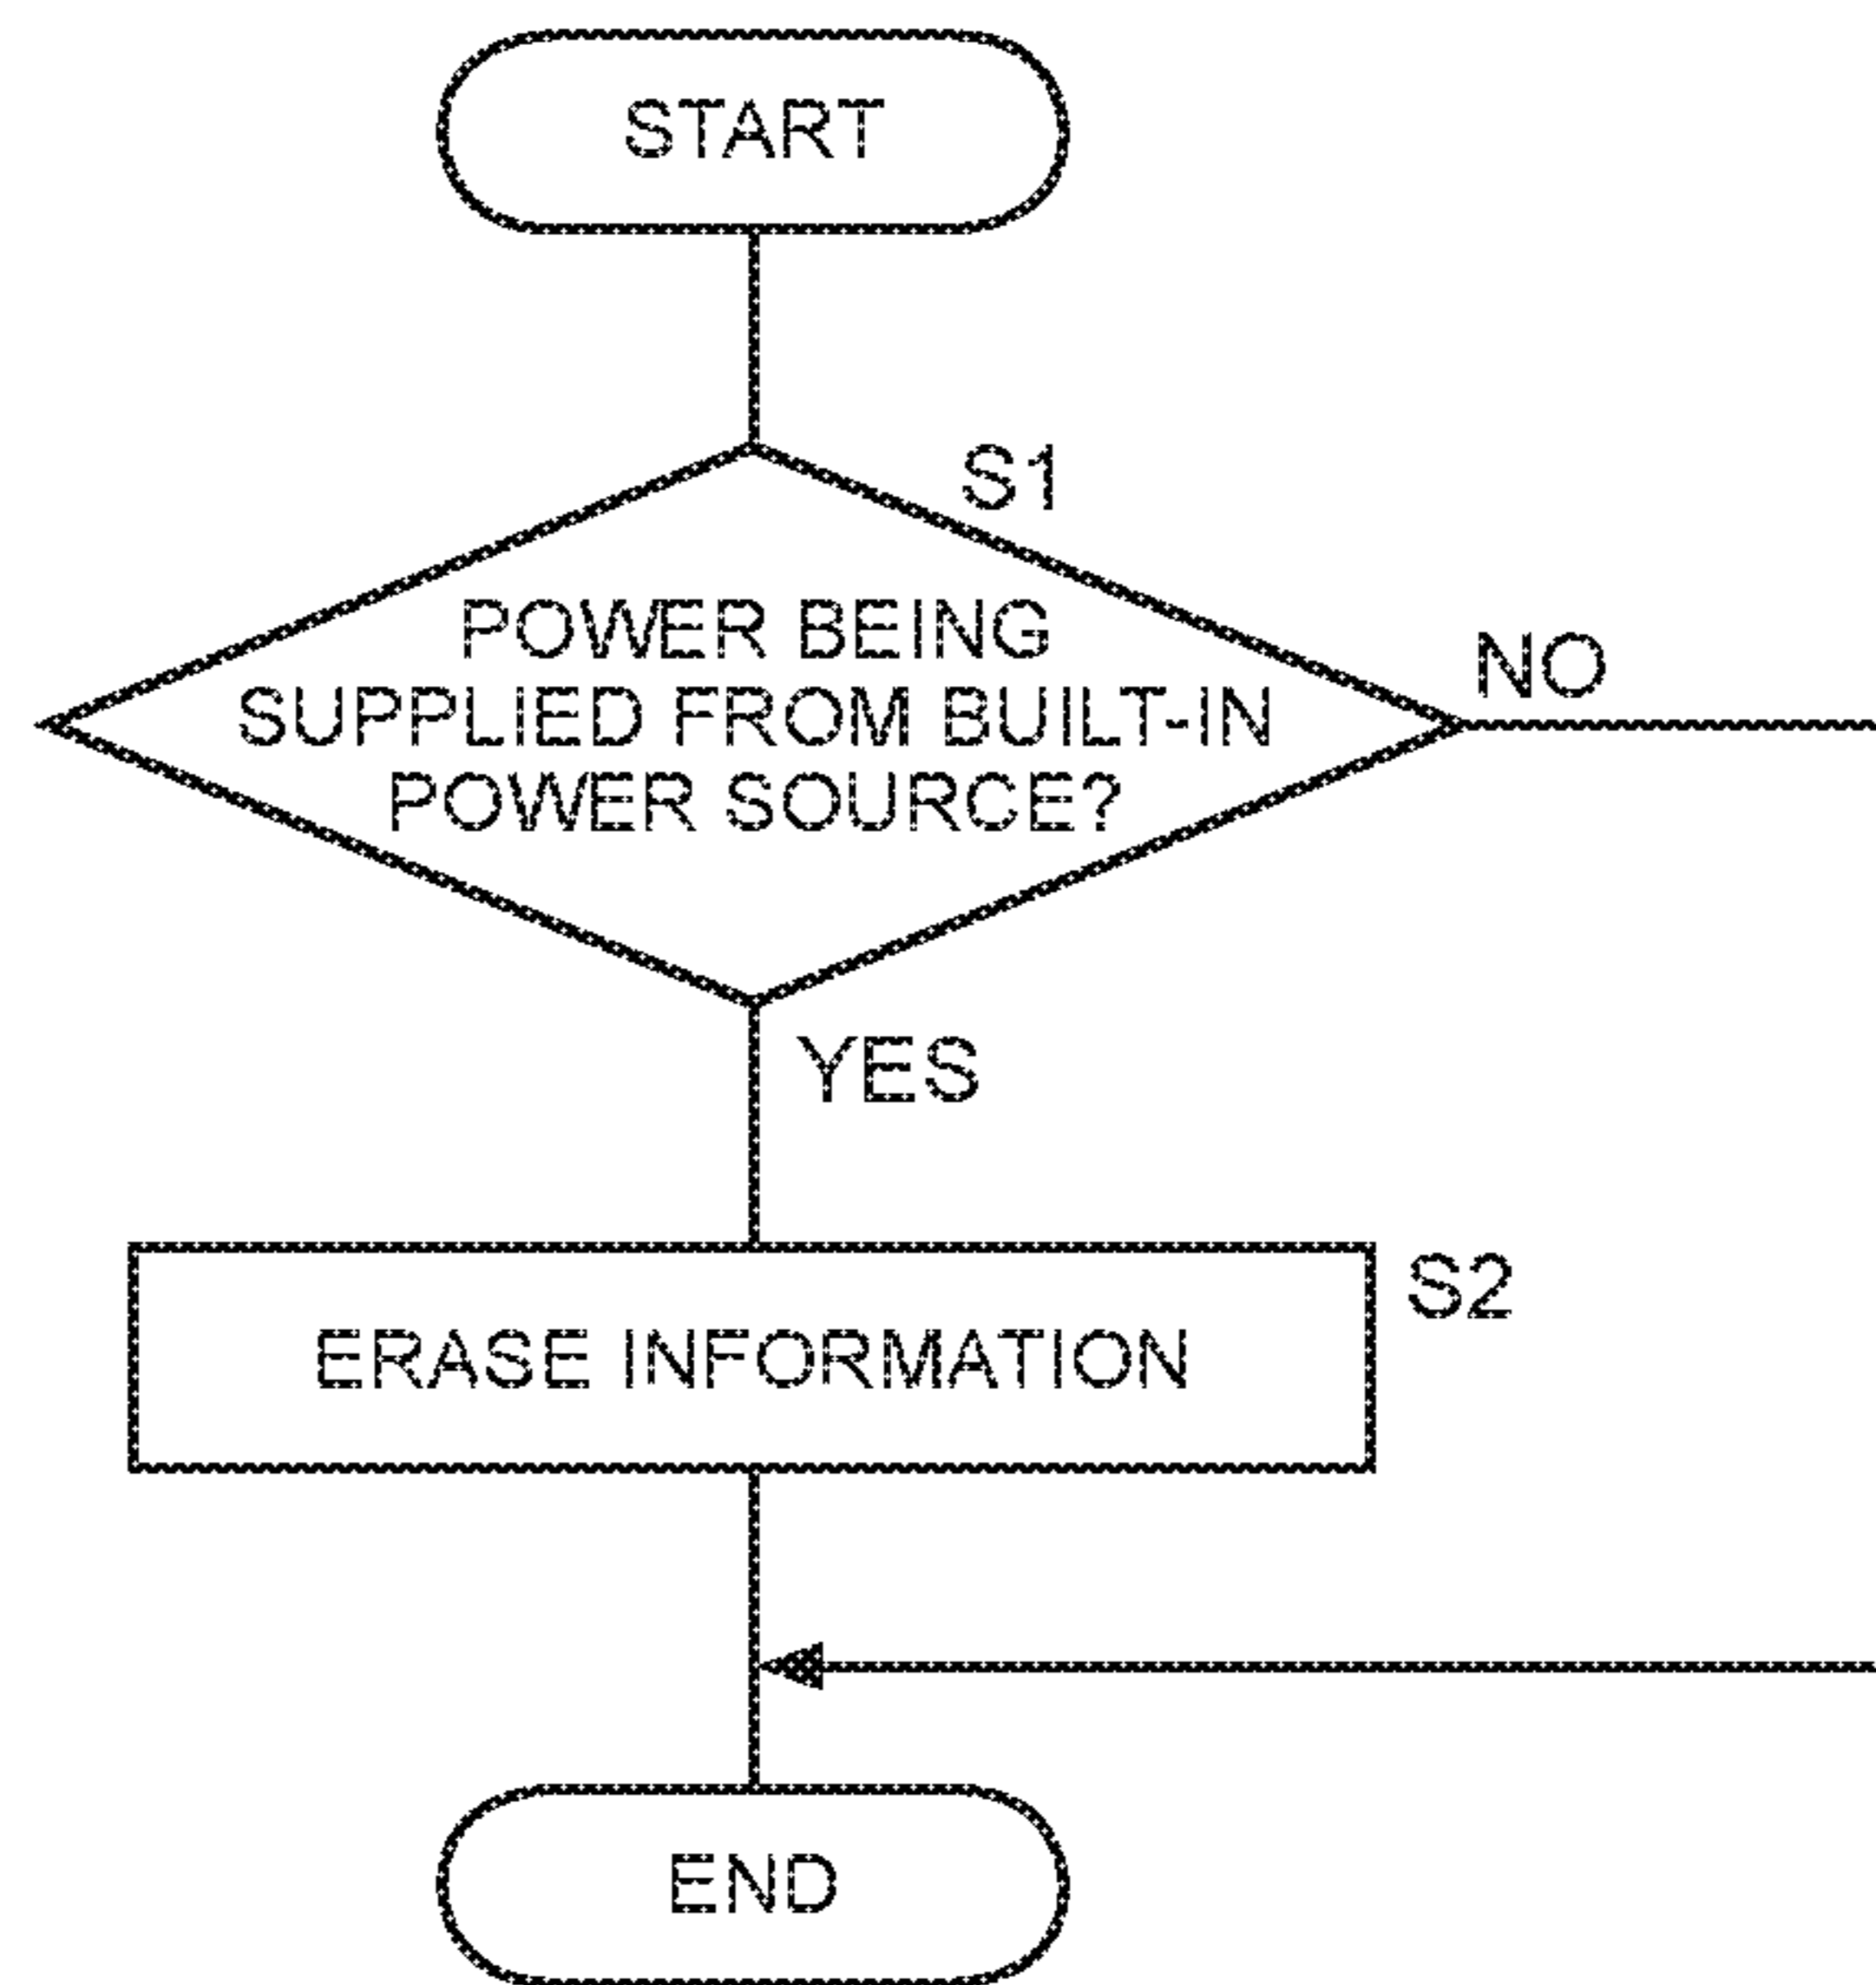 START
S1
POWER BEING
SUPPLIED FROM BUILT-IN
POWER SOURCE?
NO
YES
S2
ERASE INFORMATION
END